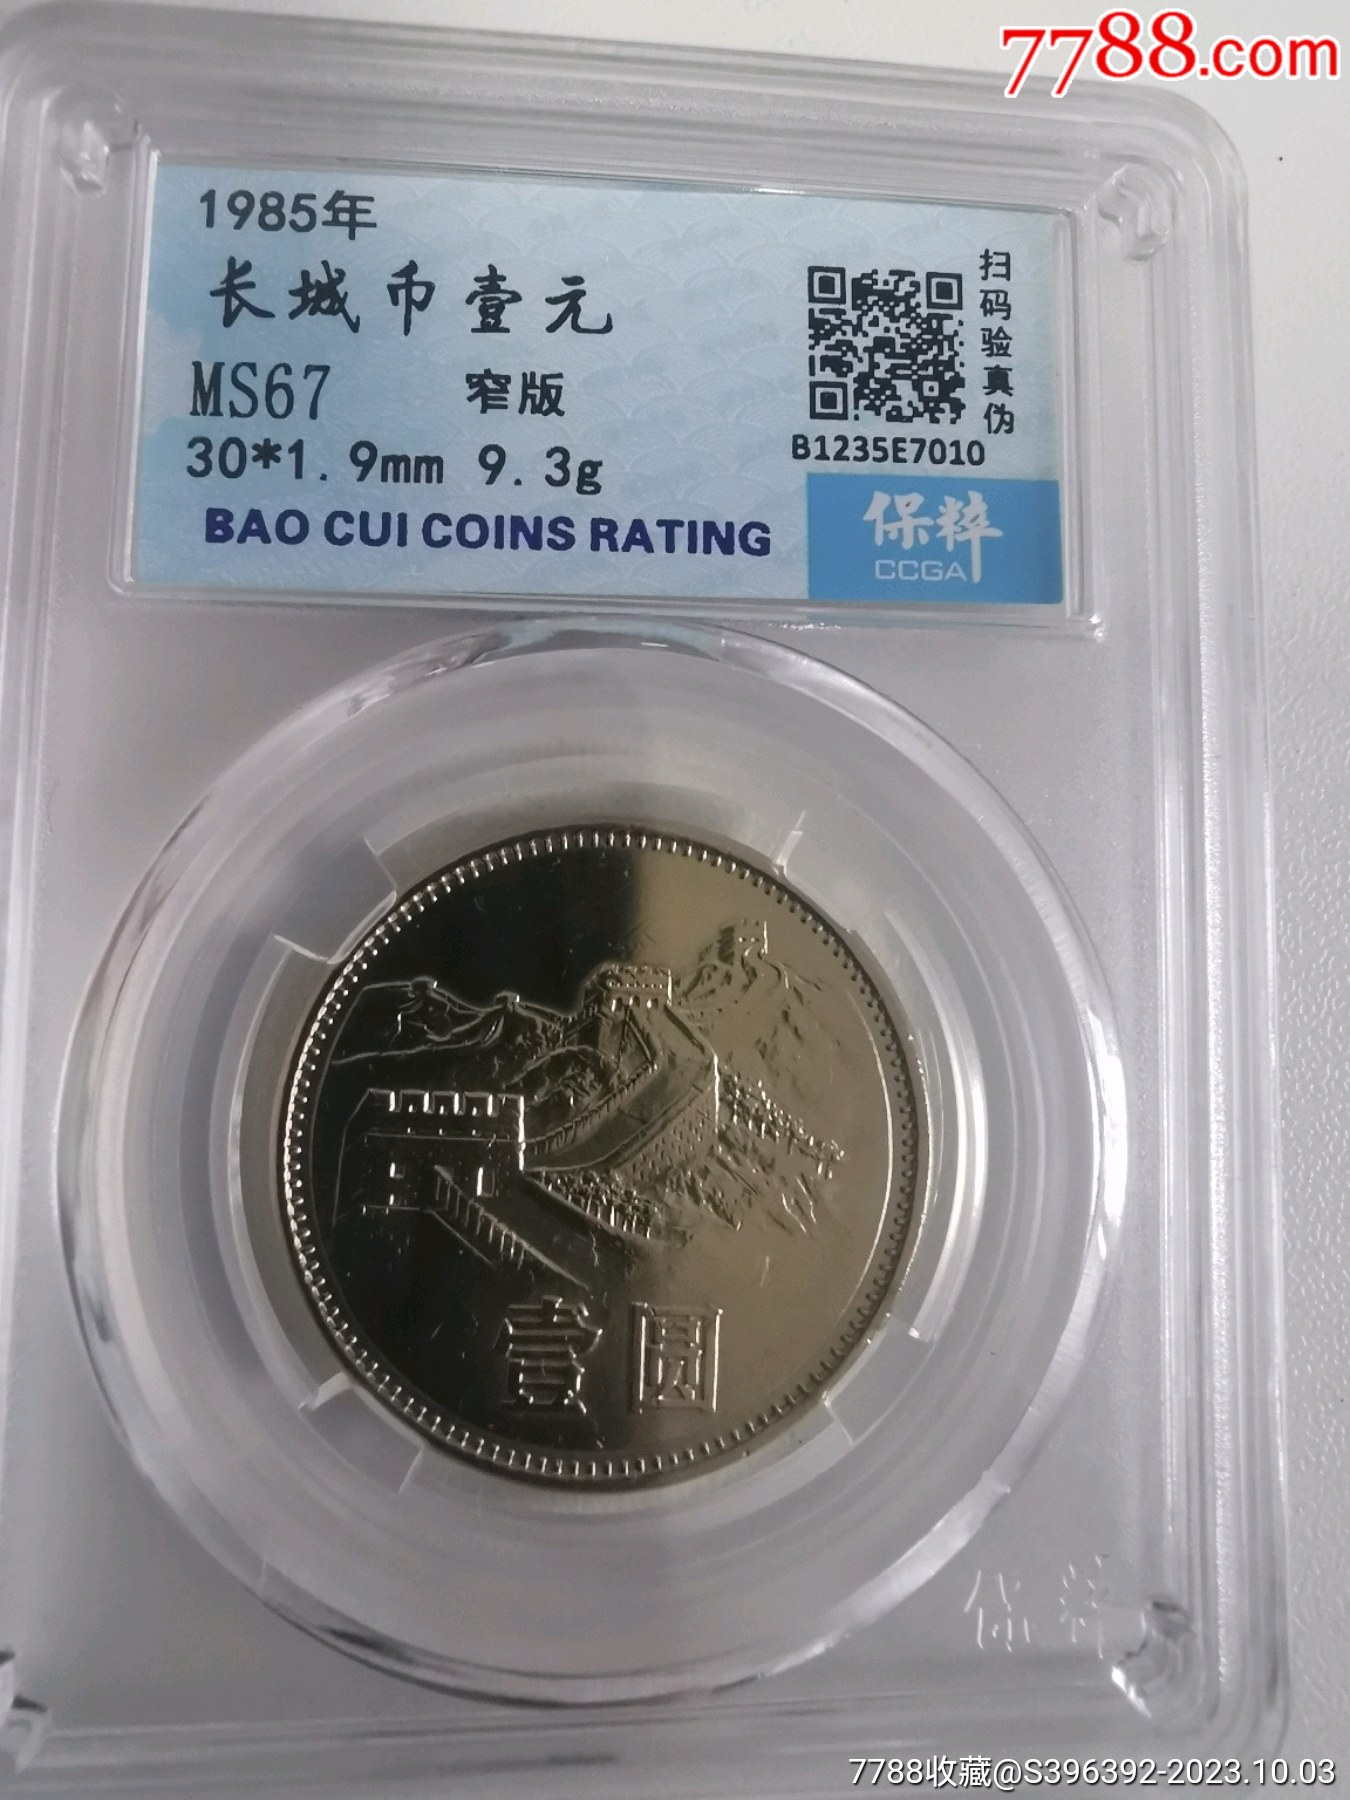 7788.com
1985年
长城币壹元
MS67 窄版
30*1.9mm 9.3g
BAO CUI COINS RATING
扫码验真伪
B1235E7010
保粹
CCGA
壹圆
保粹
7788收藏@S396392-2023.10.03